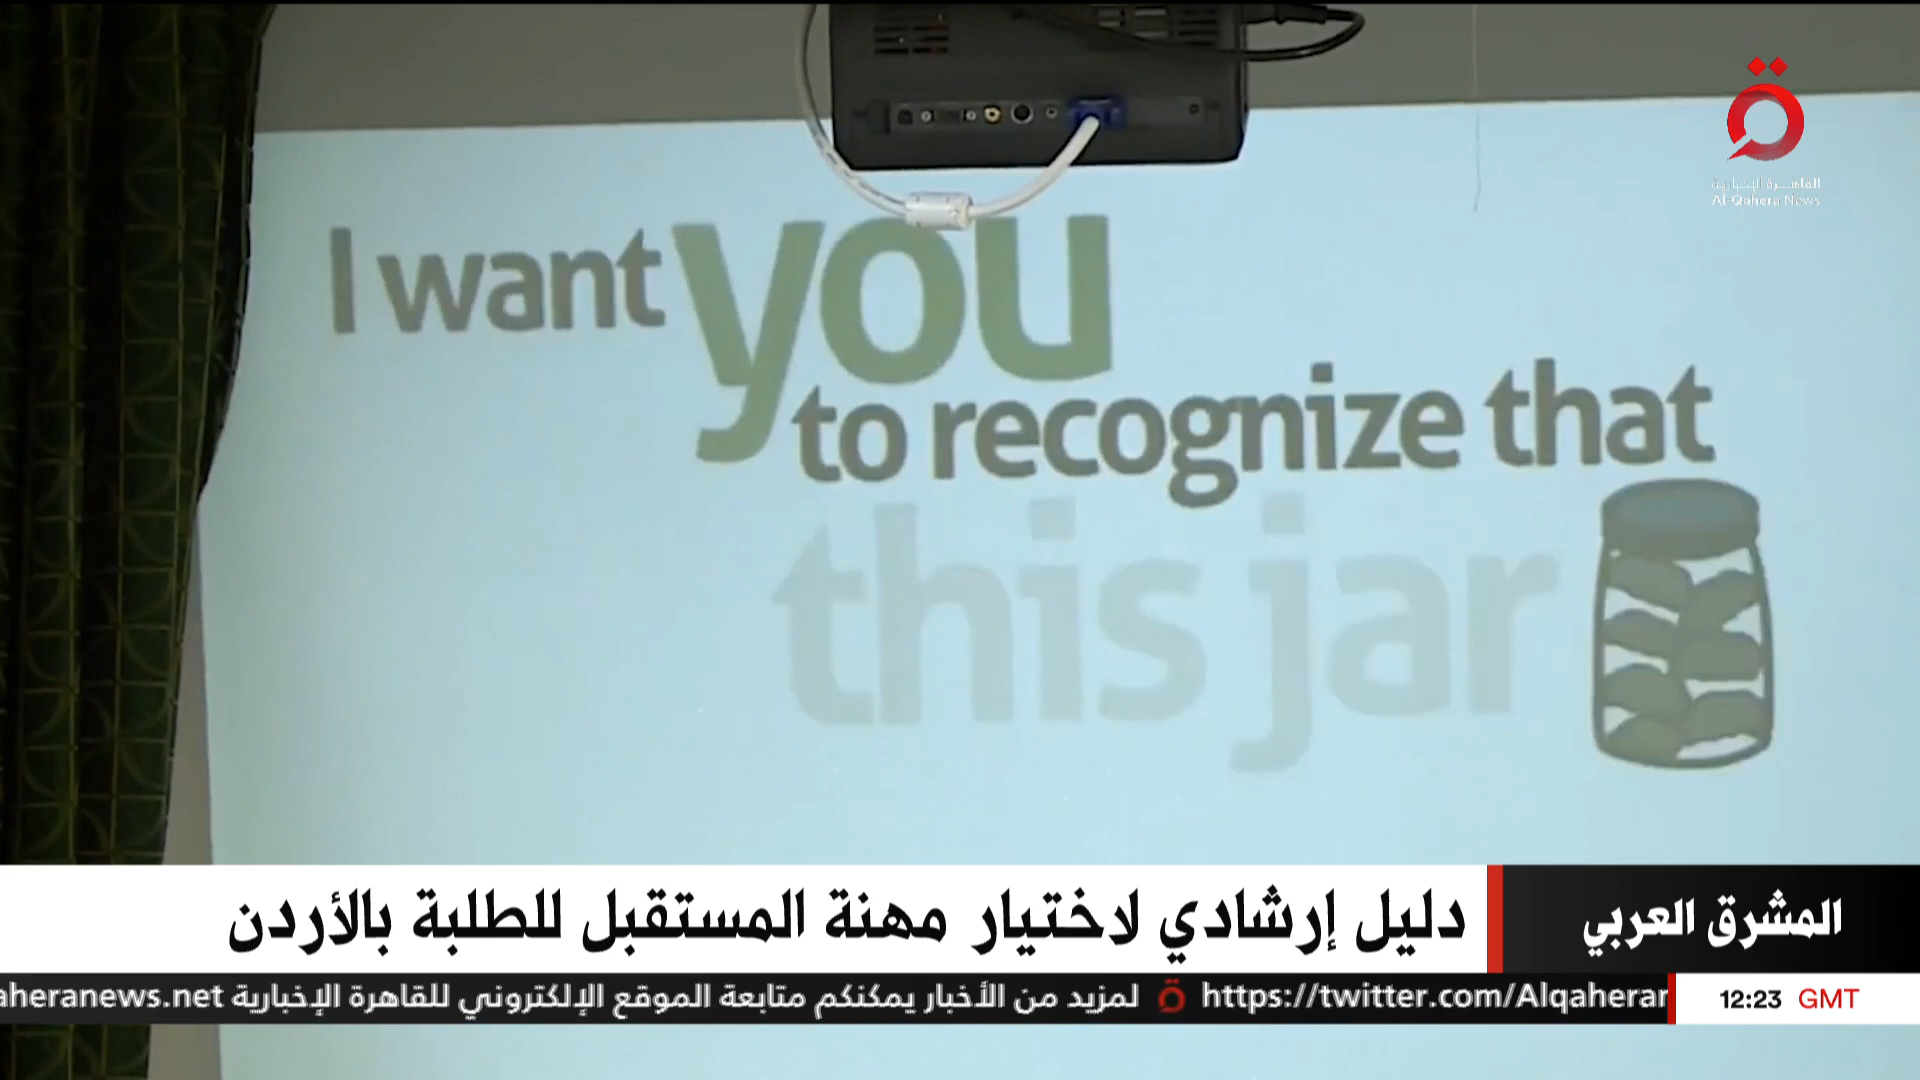 القاهرة الإخبارية
Al-Qahera News
I want you
to recognize that
this jar
المشرق العربي
دليل إرشادي لاختيار مهنة المستقبل للطلبة بالأردن
12:23 GMT
https://twitter.com/Alqaherar
لمزيد من الأخبار يمكنكم متابعة الموقع الإلكتروني للقاهرة الإخبارية aheranews.net